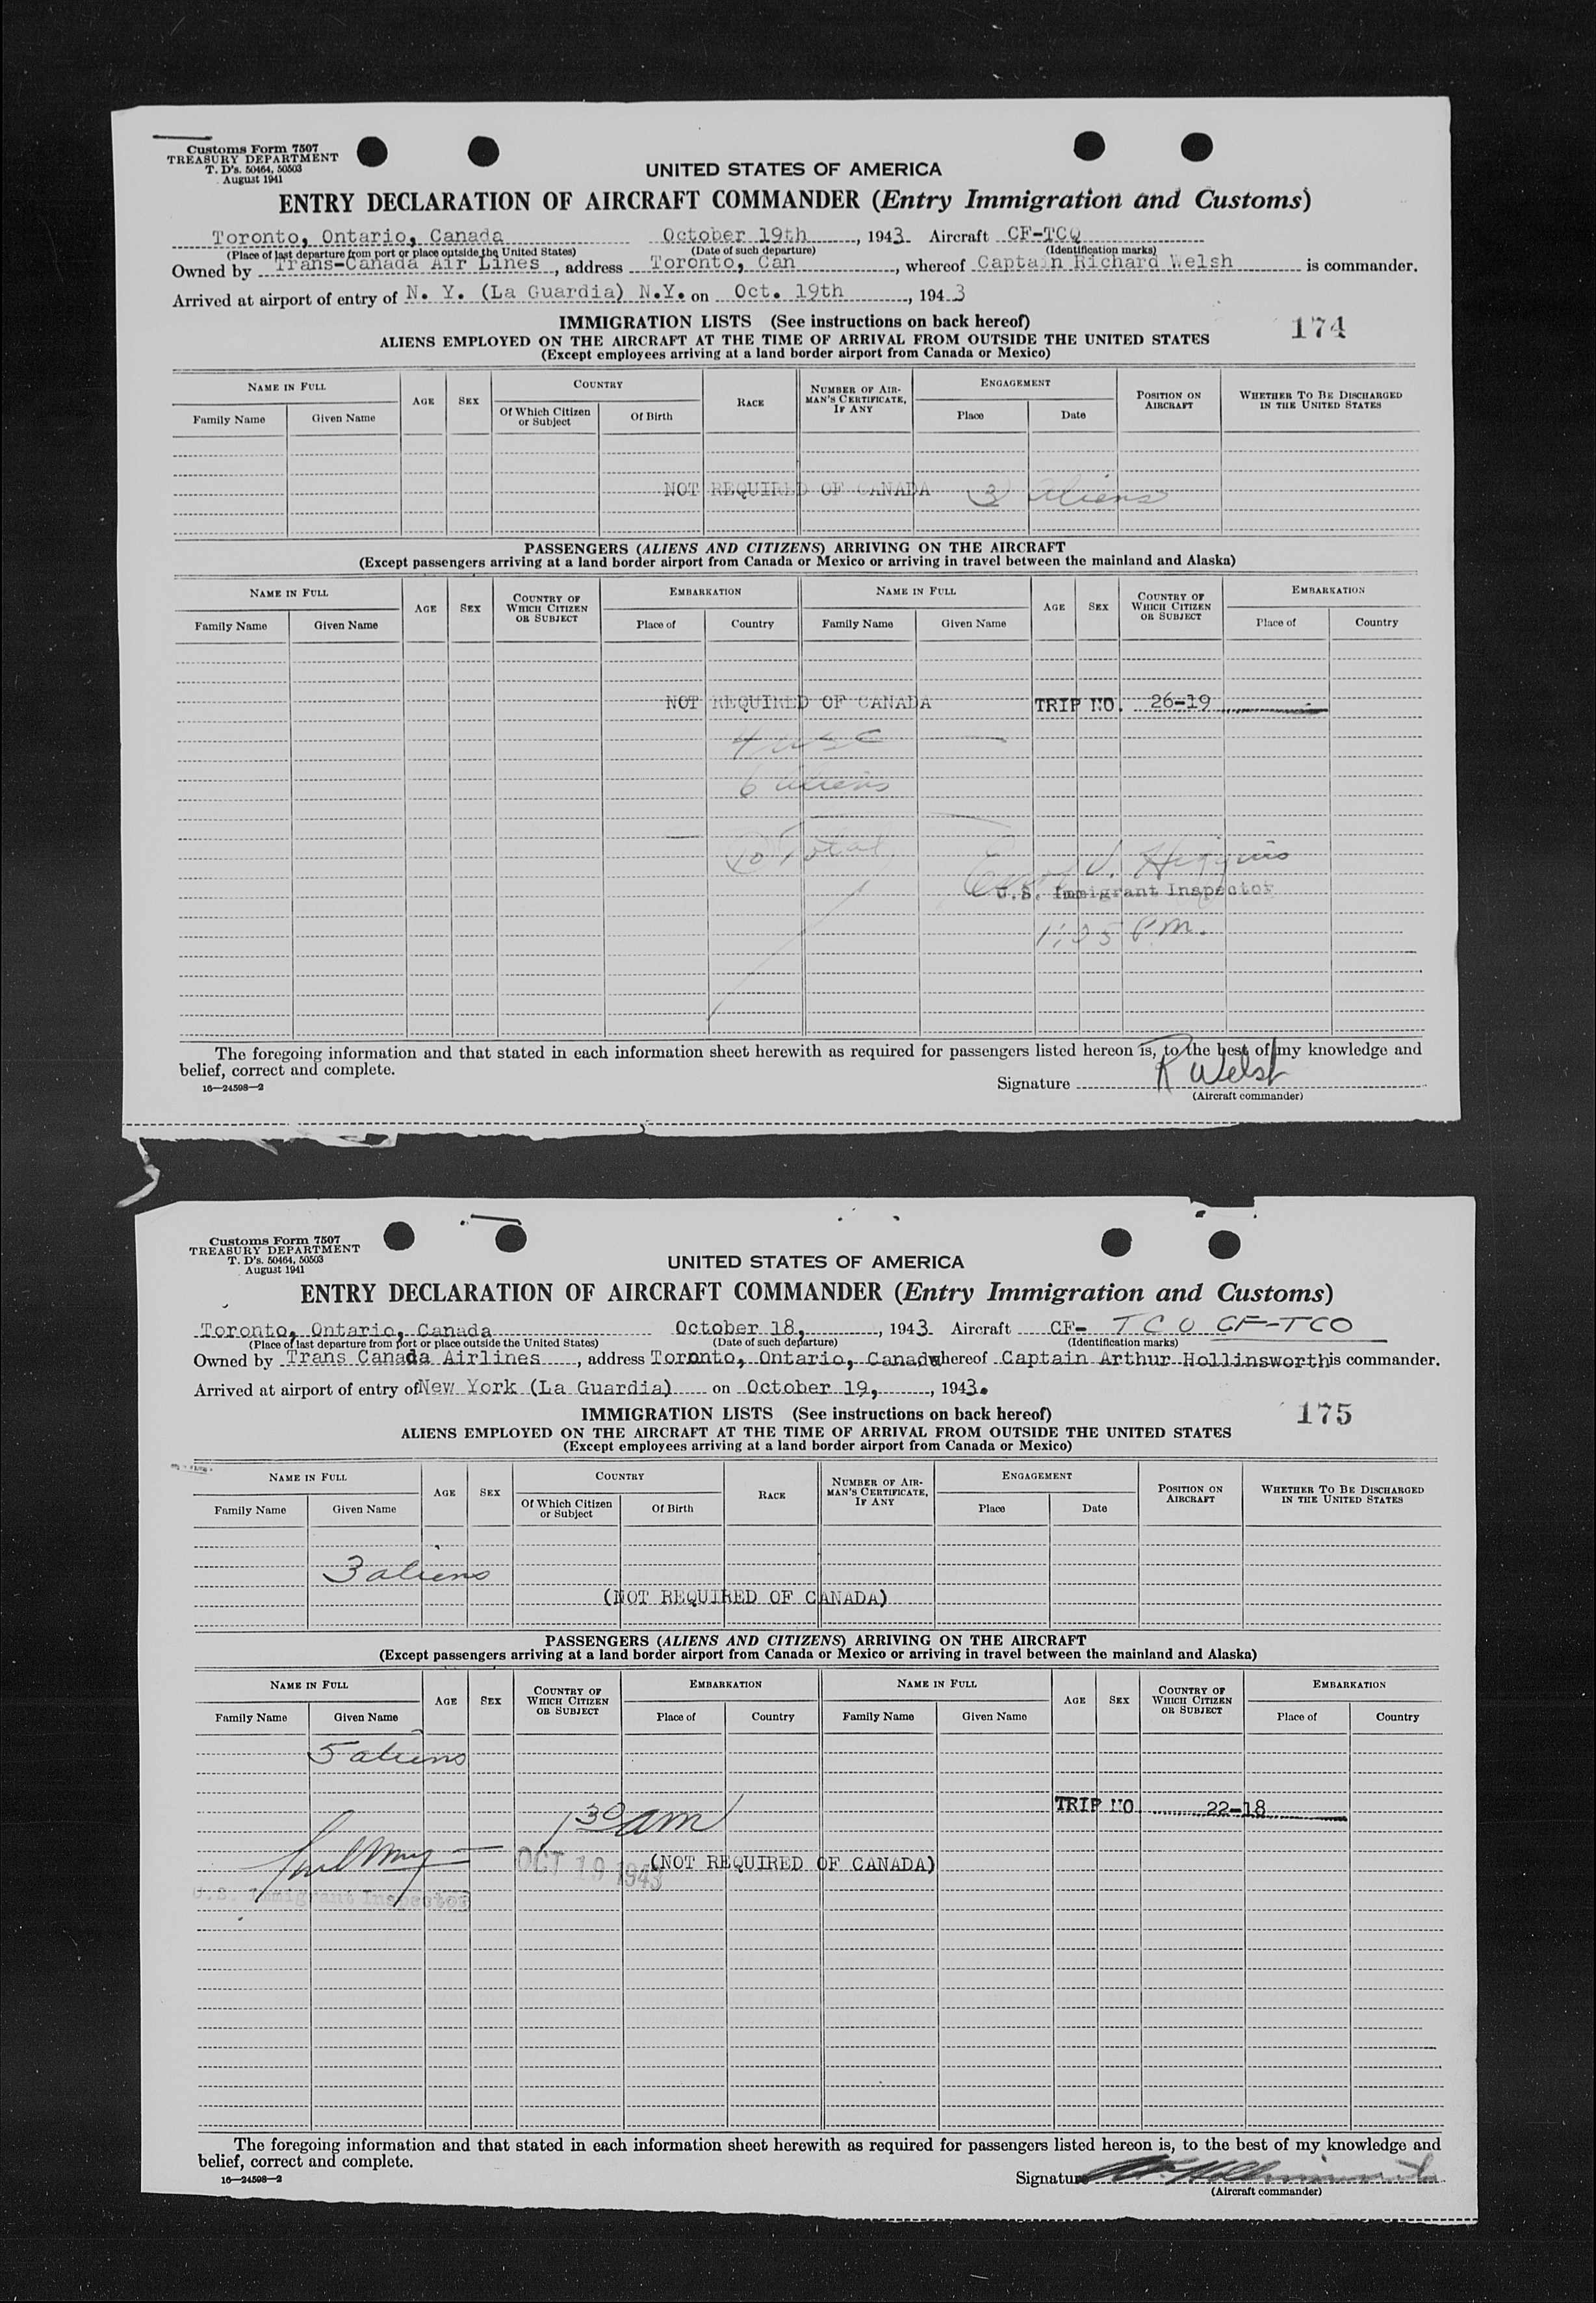 Customs Form 7507
TREASURY DEPARTMENT
T. D's. 50464, 50503
August 1941
UNITED STATES OF AMERICA
ENTRY DECLARATION OF AIRCRAFT COMMANDER (Entry Immigration and Customs)
Toronto, Ontario, Canada October 19th, 1943 Aircraft CF-TCQ
(Place of last departure from port or place outside the United States) (Date of such departure) (Identification marks)
Owned by Trans-Canada Air Lines, address Toronto, Can, whereof Captain Richard Welsh is commander.
Arrived at airport of entry of N. Y. (La Guardia) N.Y. on Oct. 19th, 1943
IMMIGRATION LISTS (See instructions on back hereof)
174
ALIENS EMPLOYED ON THE AIRCRAFT AT THE TIME OF ARRIVAL FROM OUTSIDE THE UNITED STATES
(Except employees arriving at a land border airport from Canada or Mexico)
NAME IN FULL AGE SEX COUNTRY RACE NUMBER OF AIRMAN'S CERTIFICATE, IF ANY ENGAGEMENT POSITION ON AIRCRAFT WHETHER TO BE DISCHARGED IN THE UNITED STATES
Family Name Given Name Of Which Citizen or Subject Of Birth Place Date
NOT REQUIRED OF CANADA 3 aliens
PASSENGERS (ALIENS AND CITIZENS) ARRIVING ON THE AIRCRAFT
(Except passengers arriving at a land border airport from Canada or Mexico or arriving in travel between the mainland and Alaska)
NAME IN FULL AGE SEX COUNTRY OF WHICH CITIZEN OR SUBJECT EMBARKATION NAME IN FULL AGE SEX COUNTRY OF WHICH CITIZEN OR SUBJECT EMBARKATION
Family Name Given Name Place of Country Family Name Given Name Place of Country
NOT REQUIRED OF CANADA TRIP NO. 26-19
4 USC
6 aliens
10 Total
J. Higgins
U.S. Immigrant Inspector
P.M.
The foregoing information and that stated in each information sheet herewith as required for passengers listed hereon is, to the best of my knowledge and
belief, correct and complete.
16—24598—2
Signature R Welsh
(Aircraft commander)
Customs Form 7507
TREASURY DEPARTMENT
T. D's. 50464, 50503
August 1941
UNITED STATES OF AMERICA
ENTRY DECLARATION OF AIRCRAFT COMMANDER (Entry Immigration and Customs)
Toronto, Ontario, Canada October 18, 1943 Aircraft CF- TCO CF-TCO
(Place of last departure from port or place outside the United States) (Date of such departure) (Identification marks)
Owned by Trans Canada Airlines, address Toronto, Ontario, Canada whereof Captain Arthur Hollinsworth is commander.
Arrived at airport of entry of New York (La Guardia) on October 19, 1943.
IMMIGRATION LISTS (See instructions on back hereof)
175
ALIENS EMPLOYED ON THE AIRCRAFT AT THE TIME OF ARRIVAL FROM OUTSIDE THE UNITED STATES
(Except employees arriving at a land border airport from Canada or Mexico)
NAME IN FULL AGE SEX COUNTRY RACE NUMBER OF AIRMAN'S CERTIFICATE, IF ANY ENGAGEMENT POSITION ON AIRCRAFT WHETHER TO BE DISCHARGED IN THE UNITED STATES
Family Name Given Name Of Which Citizen or Subject Of Birth Place Date
3 aliens
(NOT REQUIRED OF CANADA)
PASSENGERS (ALIENS AND CITIZENS) ARRIVING ON THE AIRCRAFT
(Except passengers arriving at a land border airport from Canada or Mexico or arriving in travel between the mainland and Alaska)
NAME IN FULL AGE SEX COUNTRY OF WHICH CITIZEN OR SUBJECT EMBARKATION NAME IN FULL AGE SEX COUNTRY OF WHICH CITIZEN OR SUBJECT EMBARKATION
Family Name Given Name Place of Country Family Name Given Name Place of Country
5 aliens
TRIP NO 22-18
1 30 am
OCT 19 1943 (NOT REQUIRED OF CANADA)
U.S. Immigrant Inspector
The foregoing information and that stated in each information sheet herewith as required for passengers listed hereon is, to the best of my knowledge and
belief, correct and complete.
16—24598—2
Signature
(Aircraft commander)